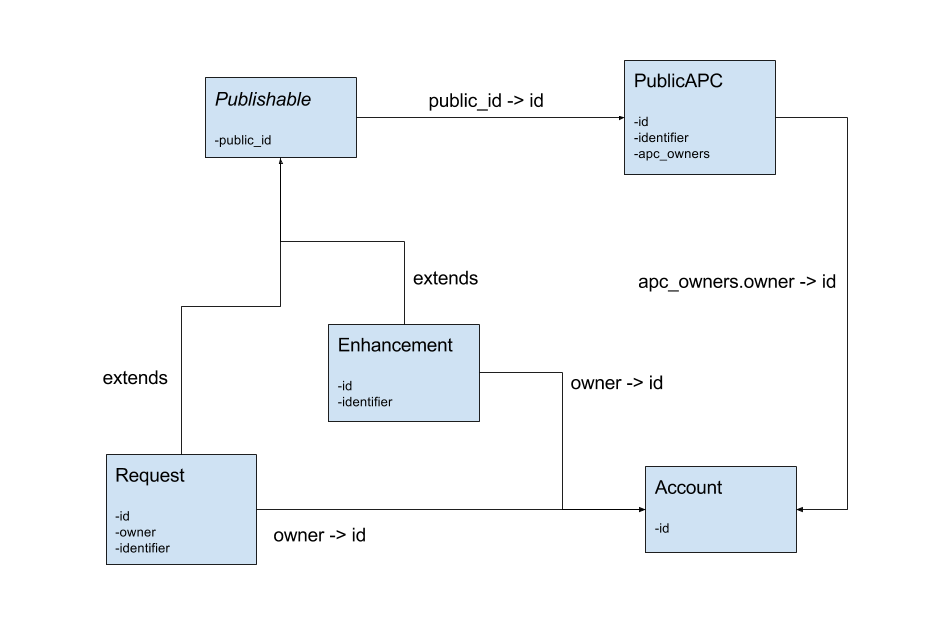 PublicAPC
Publishable
public_id -> id
-id
-identifier
-apc_owners
-public_id
extends
apc_owners.owner -> id
Enhancement
-id
-identifier
extends
owner -> id
Request
-id
-owner
-identifier
owner -> id
Account
-id